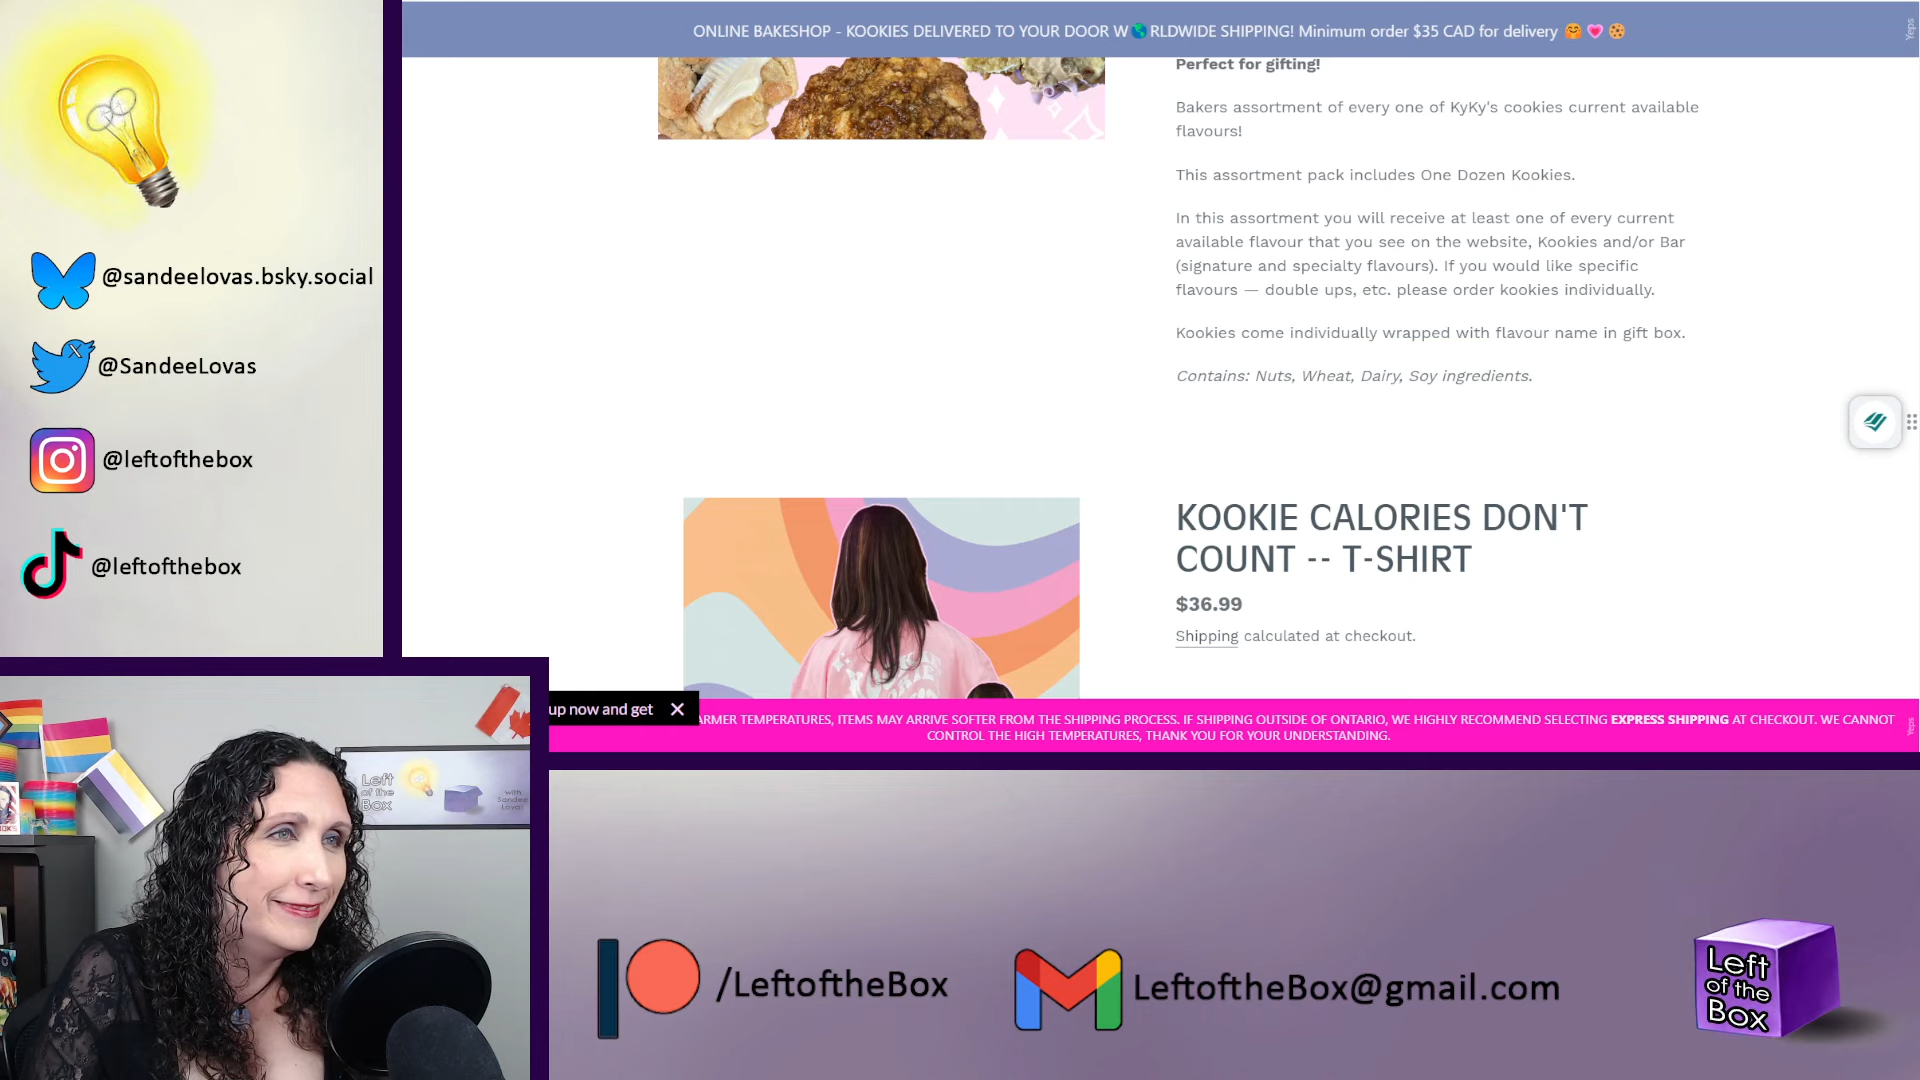 ONLINE BAKESHOP - KOOKIES DELIVERED TO YOUR DOOR W🌎RLDWIDE SHIPPING! Minimum order $35 CAD for delivery 🤗 💗 🍪
Yeps
Perfect for gifting!
Bakers assortment of every one of KyKy's cookies current available
flavours!
This assortment pack includes One Dozen Kookies.
In this assortment you will receive at least one of every current
available flavour that you see on the website, Kookies and/or Bar
(signature and specialty flavours). If you would like specific
flavours — double ups, etc. please order kookies individually.
Kookies come individually wrapped with flavour name in gift box.
Contains: Nuts, Wheat, Dairy, Soy ingredients.
KOOKIE CALORIES DON'T
COUNT -- T-SHIRT
$36.99
Shipping calculated at checkout.
up now and get
ARMER TEMPERATURES, ITEMS MAY ARRIVE SOFTER FROM THE SHIPPING PROCESS. IF SHIPPING OUTSIDE OF ONTARIO, WE HIGHLY RECOMMEND SELECTING EXPRESS SHIPPING AT CHECKOUT. WE CANNOT
CONTROL THE HIGH TEMPERATURES, THANK YOU FOR YOUR UNDERSTANDING.
Yeps
@sandeelovas.bsky.social
@SandeeLovas
@leftofthebox
@leftofthebox
Left
of the
Box
with
Sandee
Lovas
/LeftoftheBox
LeftoftheBox@gmail.com
Left
of the
Box